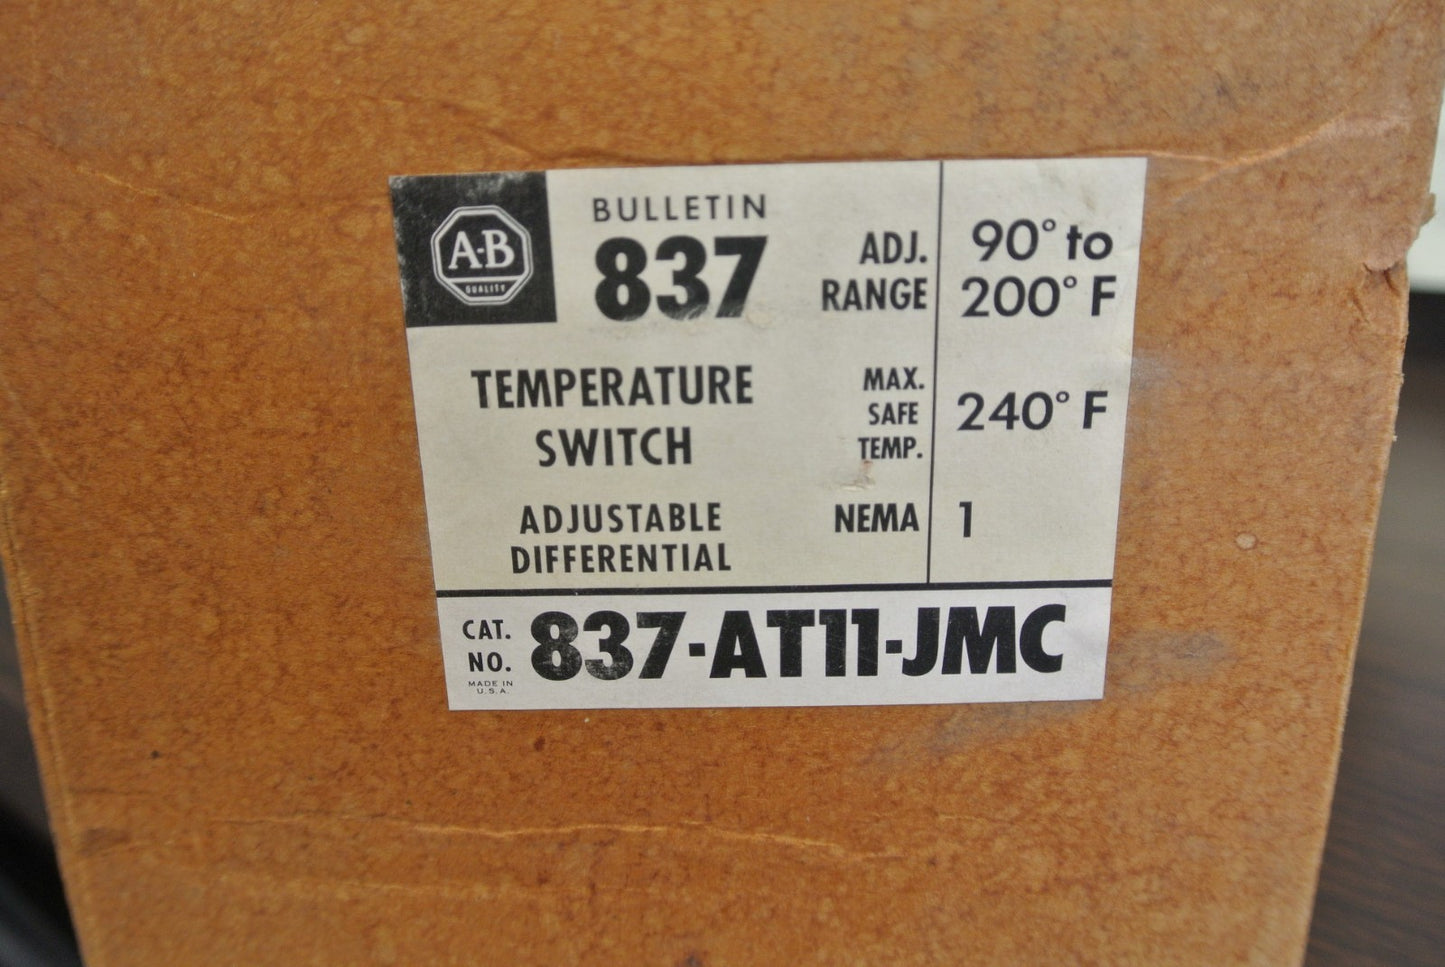 A-B
QUALITY
BULLETIN
837
TEMPERATURE
SWITCH
ADJUSTABLE
DIFFERENTIAL
ADJ.
RANGE
90° to
200° F
MAX.
SAFE
TEMP.
240° F
NEMA 1
CAT.
NO.
837-AT11-JMC
MADE IN
U.S.A.